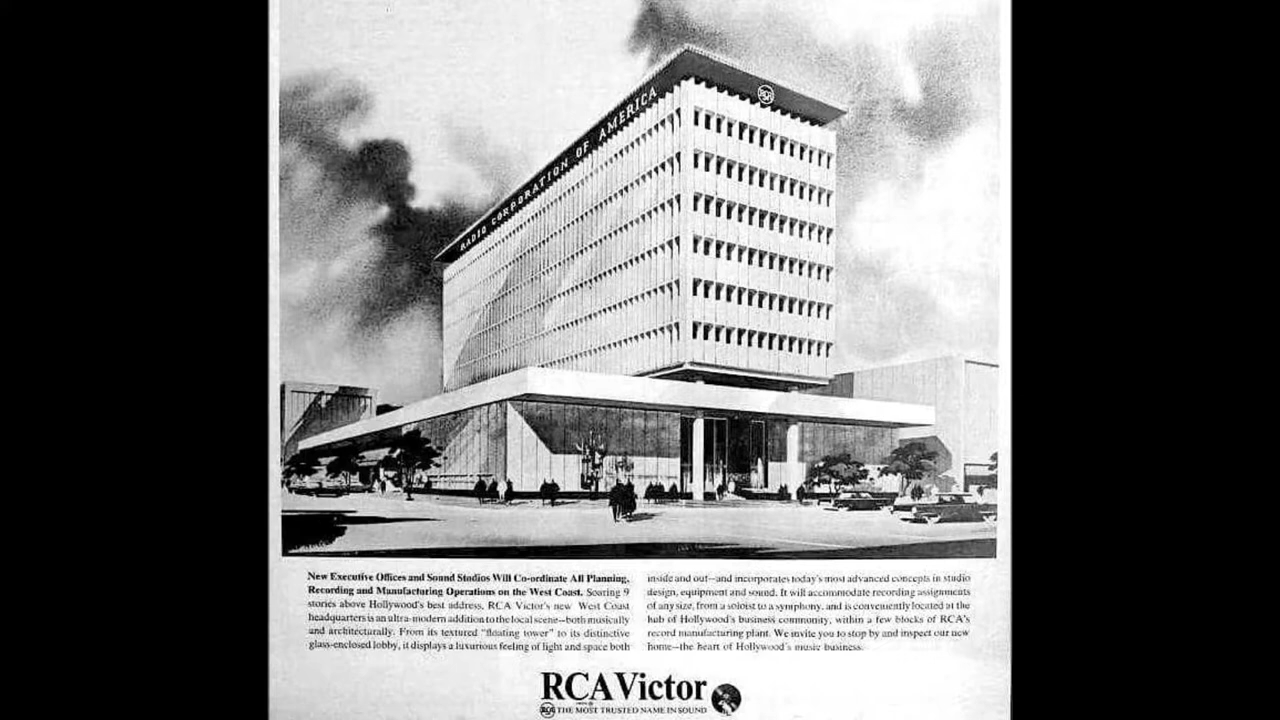 RADIO CORPORATION OF AMERICA
RCA
New Executive Offices and Sound Studios Will Co-ordinate All Planning,
Recording and Manufacturing Operations on the West Coast. Soaring 9
stories above Hollywood's best address, RCA Victor's new West Coast
headquarters is an ultra-modern addition to the local scene—both musically
and architecturally. From its textured "floating tower" to its distinctive
glass-enclosed lobby, it displays a luxurious feeling of light and space both
inside and out—and incorporates today's most advanced concepts in studio
design, equipment and sound. It will accommodate recording assignments
of any size, from a soloist to a symphony, and is conveniently located at the
hub of Hollywood's business community, within a few blocks of RCA's
record manufacturing plant. We invite you to stop by and inspect our new
home—the heart of Hollywood's music business.
RCA Victor
RCA THE MOST TRUSTED NAME IN SOUND